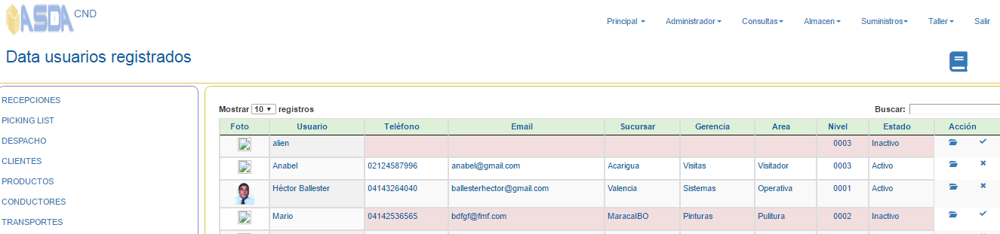 ASDA CND
Principal Administrador Consultas Almacen Suministros Taller Salir
Data usuarios registrados
RECEPCIONES
PICKING LIST
DESPACHO
CLIENTES
PRODUCTOS
CONDUCTORES
TRANSPORTES
Mostrar 10 registros Buscar:
Foto Usuario Teléfono Email Sucursar Gerencia Area Nivel Estado Acción
alien 0003 Inactivo
Anabel 02124587996 anabel@gmail.com Acarigua Visitas Visitador 0003 Activo
Héctor Ballester 04143264040 ballesterhector@gmail.com Valencia Sistemas Operativa 0001 Activo
Mario 04142536565 bdfgf@fmf.com MaracaIBO Pinturas Pulitura 0002 Inactivo